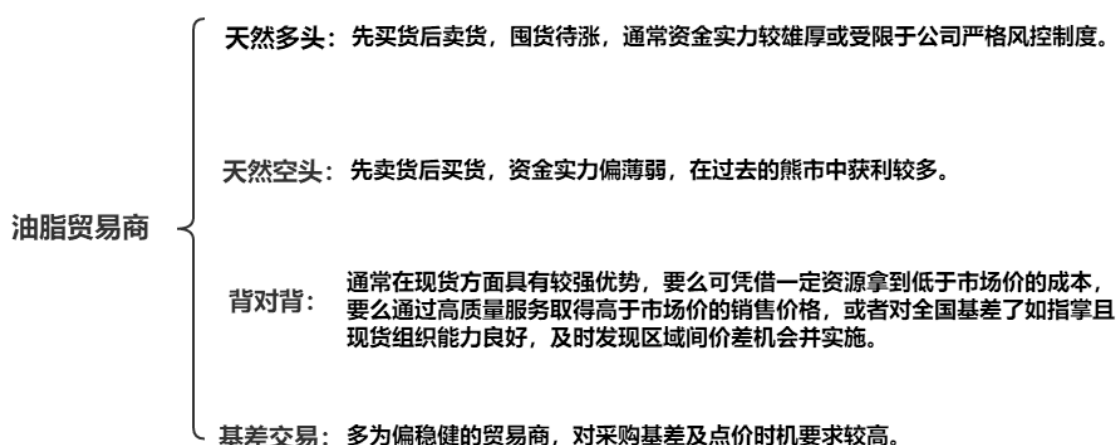 油脂贸易商
天然多头：先买货后卖货，囤货待涨，通常资金实力较雄厚或受限于公司严格风控制度。
天然空头：先卖货后买货，资金实力偏薄弱，在过去的熊市中获利较多。
背对背：
通常在现货方面具有较强优势，要么可凭借一定资源拿到低于市场价的成本，
要么通过高质量服务取得高于市场价的销售价格，或者对全国基差了如指掌且
现货组织能力良好，及时发现区域间价差机会并实施。
基差交易：多为偏稳健的贸易商，对采购基差及点价时机要求较高。